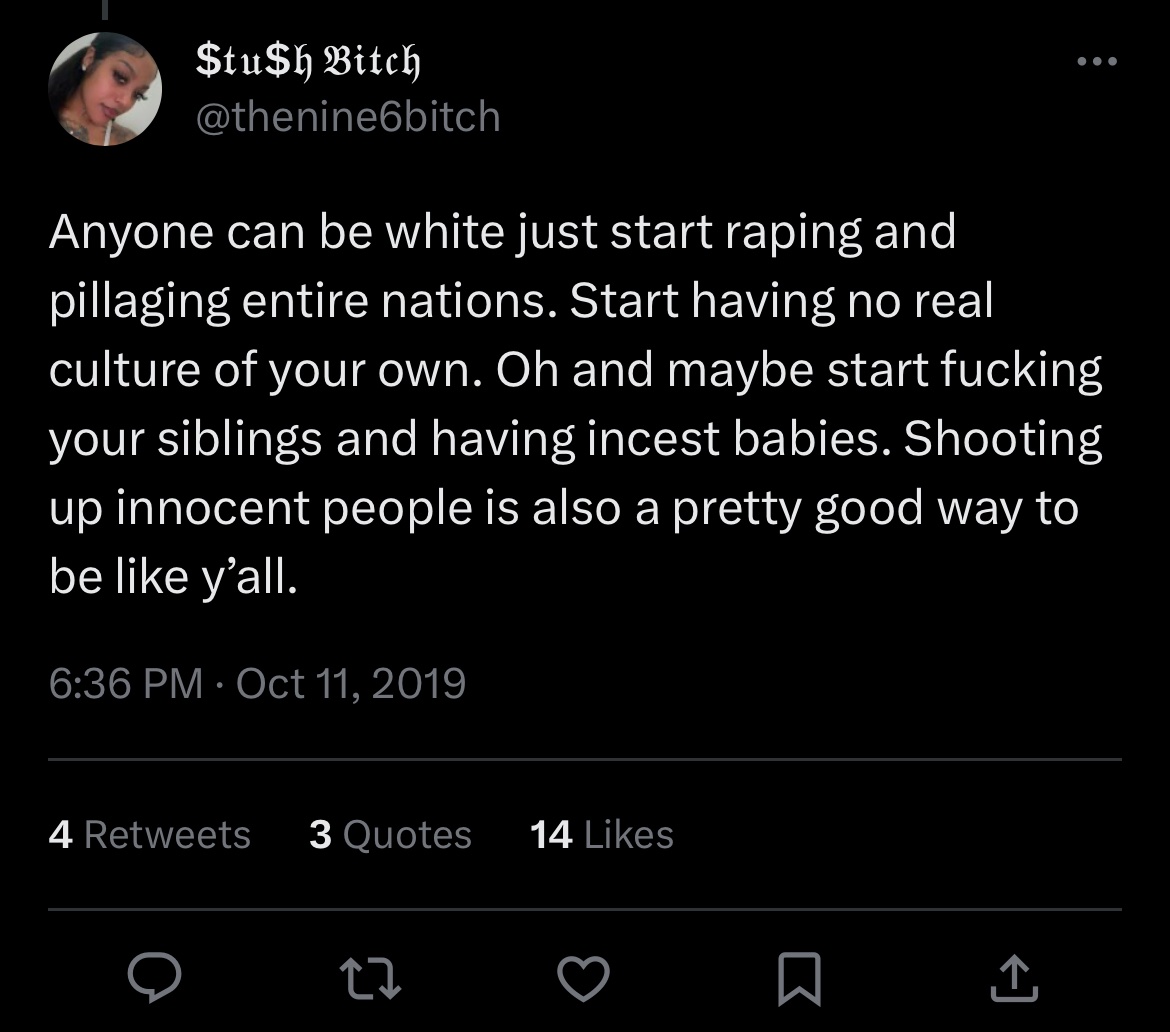 $𝔱𝔲$𝔥 𝔅𝔦𝔱𝔠𝔥
@thenine6bitch
Anyone can be white just start raping and
pillaging entire nations. Start having no real
culture of your own. Oh and maybe start fucking
your siblings and having incest babies. Shooting
up innocent people is also a pretty good way to
be like y’all.
6:36 PM · Oct 11, 2019
4 Retweets 3 Quotes 14 Likes